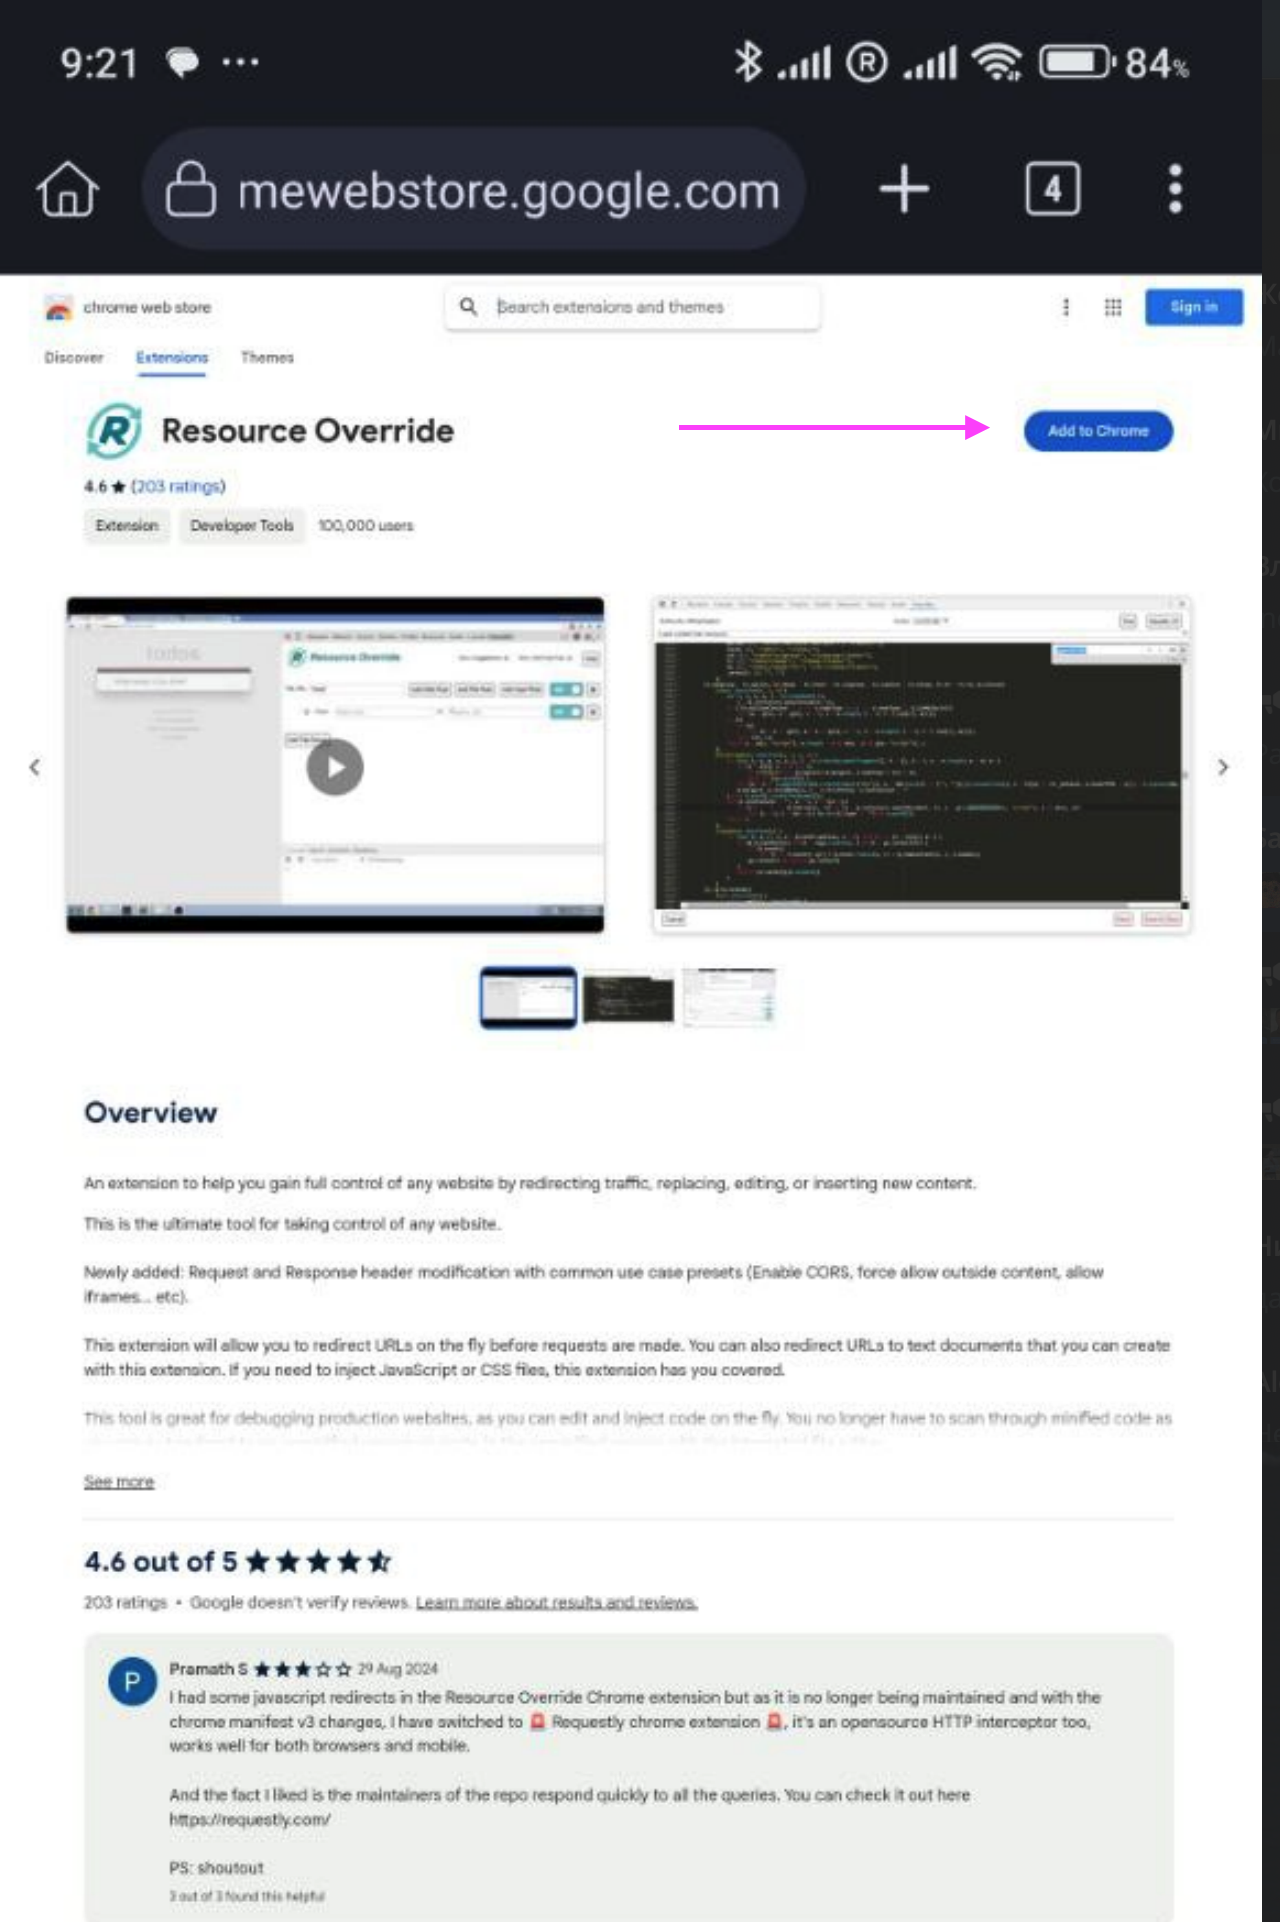 9:21 ... 84%
mewebstore.google.com 4
chrome web store
Search extensions and themes
Sign in
Discover Extensions Themes
Resource Override
Add to Chrome
4.6 ★ (203 ratings)
Extension Developer Tools 100,000 users
todos
Resource Override
Overview
An extension to help you gain full control of any website by redirecting traffic, replacing, editing, or inserting new content.
This is the ultimate tool for taking control of any website.
Newly added: Request and Response header modification with common use case presets (Enable CORS, force allow outside content, allow
iframes... etc).
This extension will allow you to redirect URLs on the fly before requests are made. You can also redirect URLs to text documents that you can create
with this extension. If you need to inject JavaScript or CSS files, this extension has you covered.
This tool is great for debugging production websites, as you can edit and inject code on the fly. You no longer have to scan through minified code as
See more
4.6 out of 5
203 ratings • Google doesn't verify reviews. Learn more about results and reviews.
P
Pramath S 29 Aug 2024
I had some javascript redirects in the Resource Override Chrome extension but as it is no longer being maintained and with the
chrome manifest v3 changes, I have switched to 🚨 Requestly chrome extension 🚨, it's an opensource HTTP interceptor too,
works well for both browsers and mobile.
And the fact I liked is the maintainers of the repo respond quickly to all the queries. You can check it out here
https://requestly.com/
PS: shoutout
3 out of 3 found this helpful